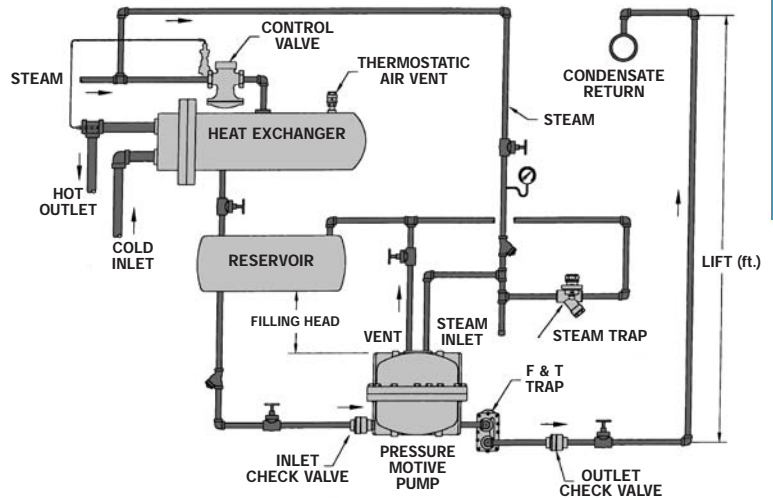 CONTROL
VALVE
STEAM
THERMOSTATIC
AIR VENT
CONDENSATE
RETURN
STEAM
HEAT EXCHANGER
HOT
OUTLET
COLD
INLET
RESERVOIR
LIFT (ft.)
FILLING HEAD
VENT
STEAM
INLET
STEAM TRAP
F & T
TRAP
INLET
CHECK VALVE
PRESSURE
MOTIVE
PUMP
OUTLET
CHECK VALVE